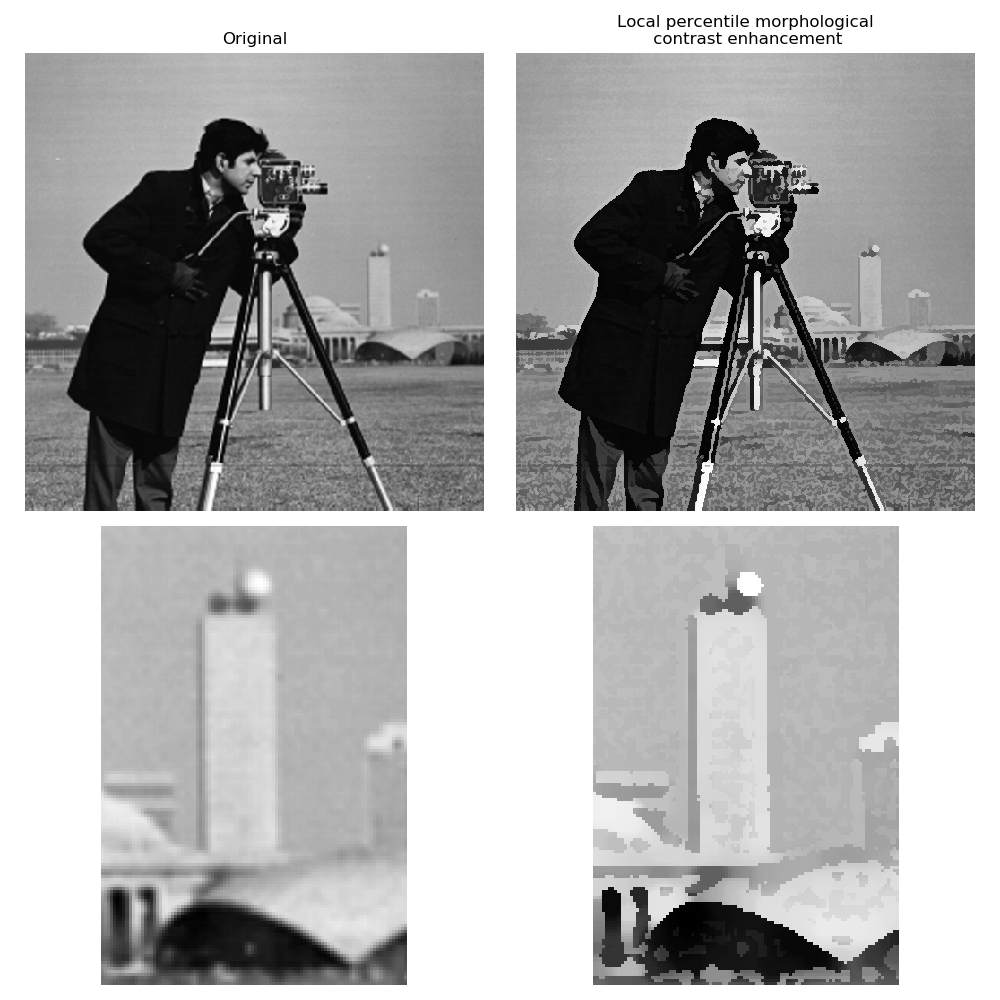 Original
Local percentile morphological
contrast enhancement